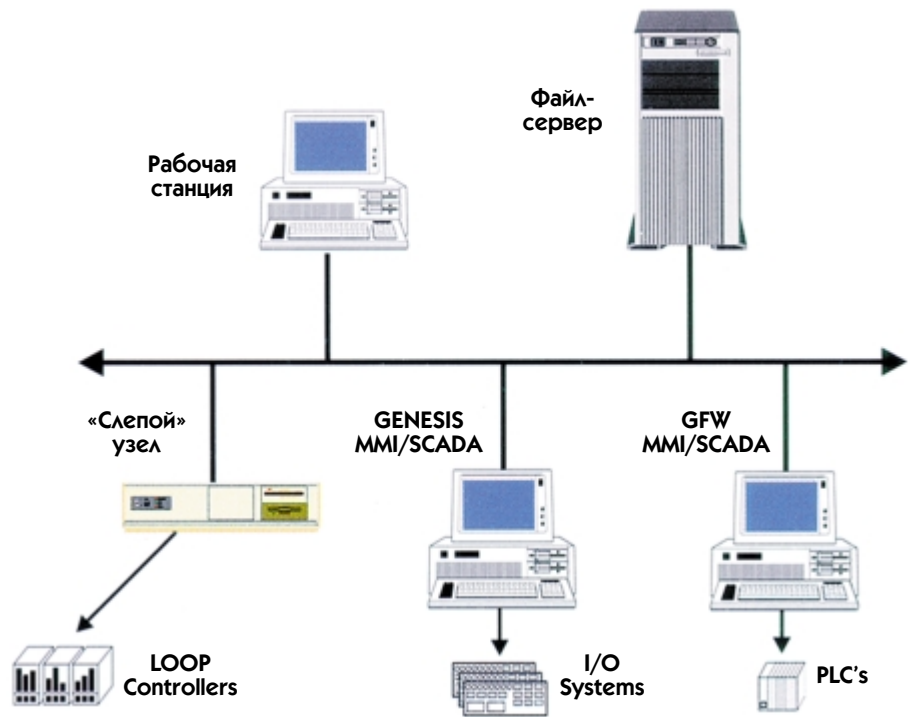 Файл-
сервер
Рабочая
станция
«Слепой»
узел
GENESIS
MMI/SCADA
GFW
MMI/SCADA
LOOP
Controllers
I/O
Systems
PLC's